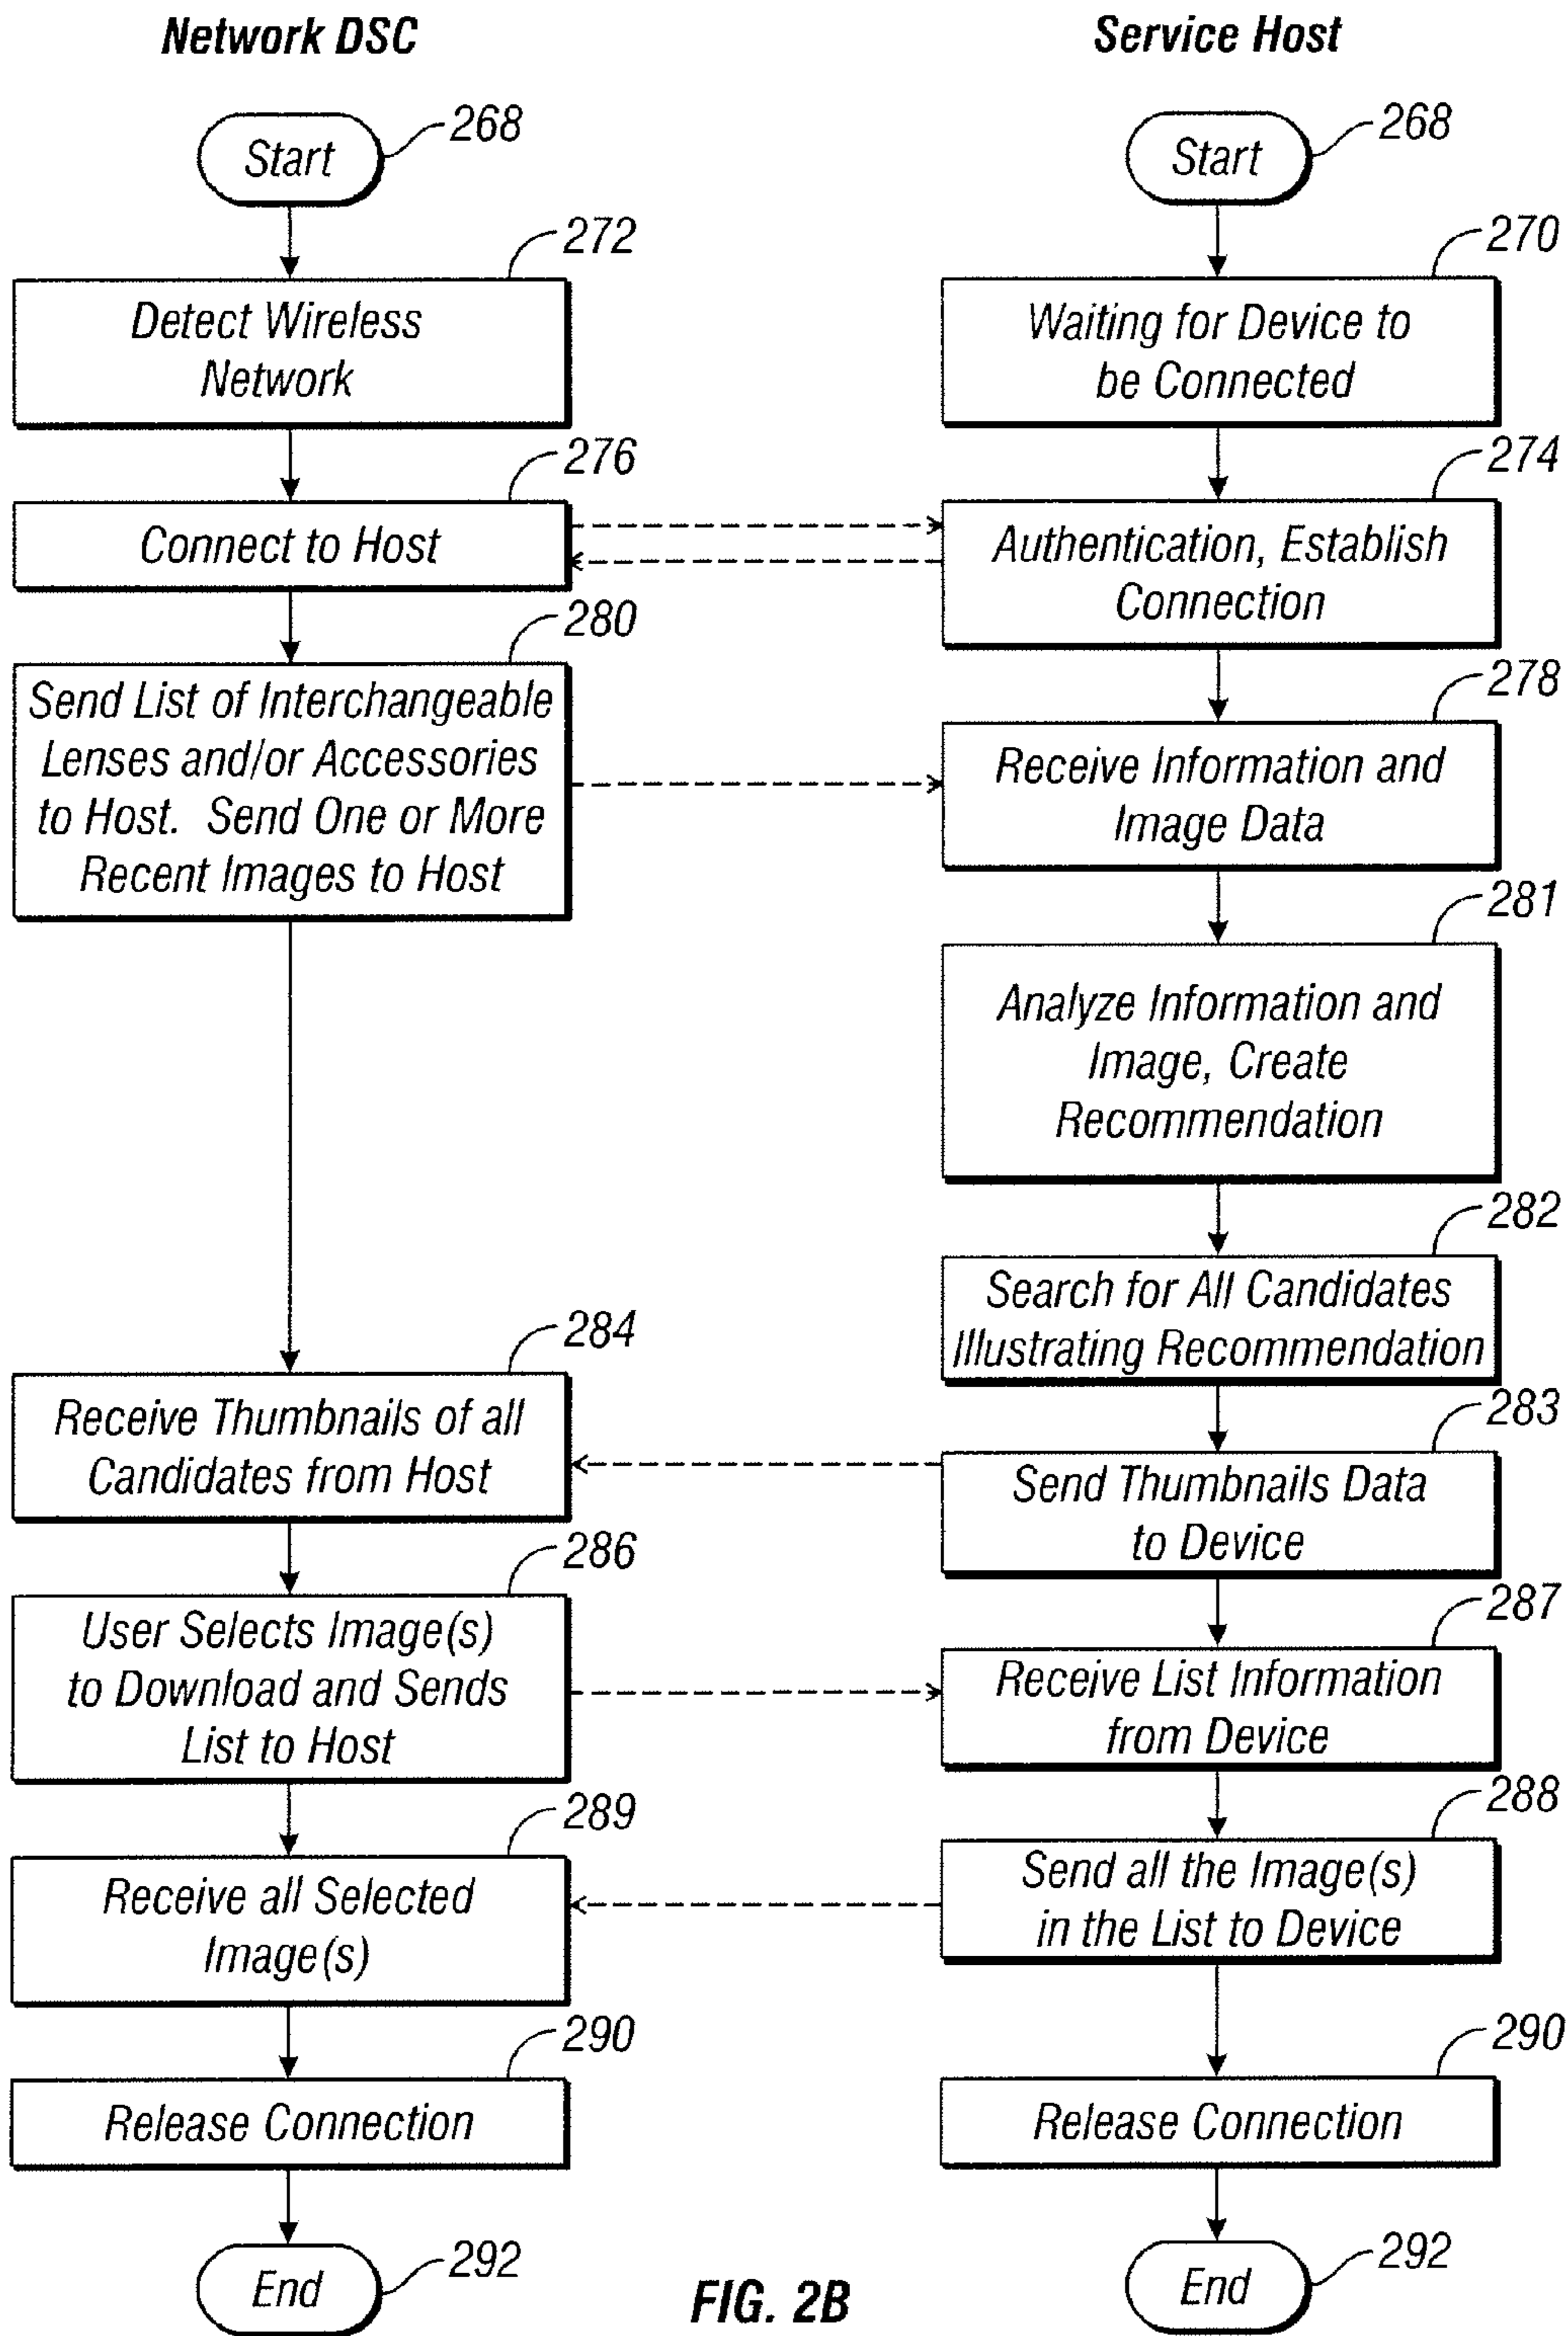 Network DSC
Service Host
Start
268
Start
268
272
Detect Wireless
Network
270
Waiting for Device to
be Connected
276
Connect to Host
274
Authentication, Establish
Connection
280
Send List of Interchangeable
Lenses and/or Accessories
to Host. Send One or More
Recent Images to Host
278
Receive Information and
Image Data
281
Analyze Information and
Image, Create
Recommendation
282
Search for All Candidates
Illustrating Recommendation
284
Receive Thumbnails of all
Candidates from Host
283
Send Thumbnails Data
to Device
286
User Selects Image(s)
to Download and Sends
List to Host
287
Receive List Information
from Device
289
Receive all Selected
Image(s)
288
Send all the Image(s)
in the List to Device
290
Release Connection
290
Release Connection
End
292
End
292
FIG. 2B